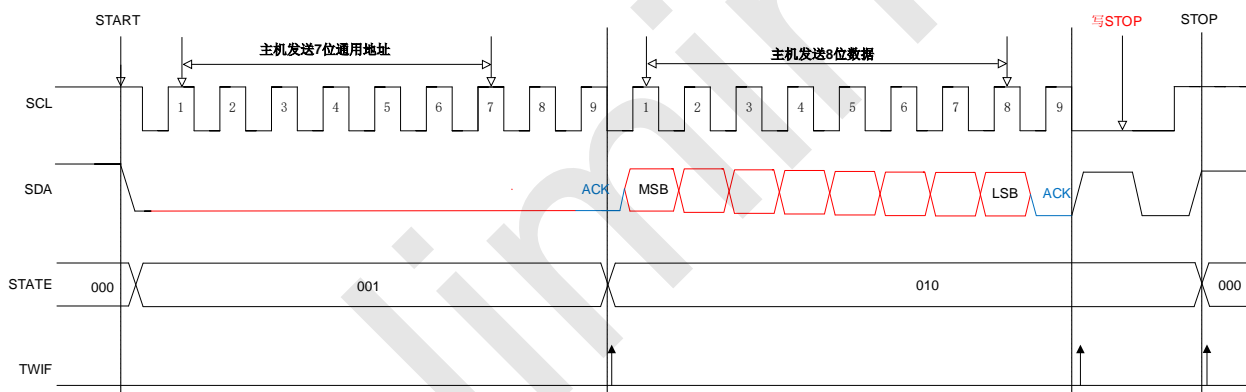 START
写STOP
STOP
主机发送7位通用地址
主机发送8位数据
SCL
1 2 3 4 5 6 7 8 9 1 2 3 4 5 6 7 8 9
SDA
ACK MSB LSB ACK
STATE
000 001 010 000
TWIF